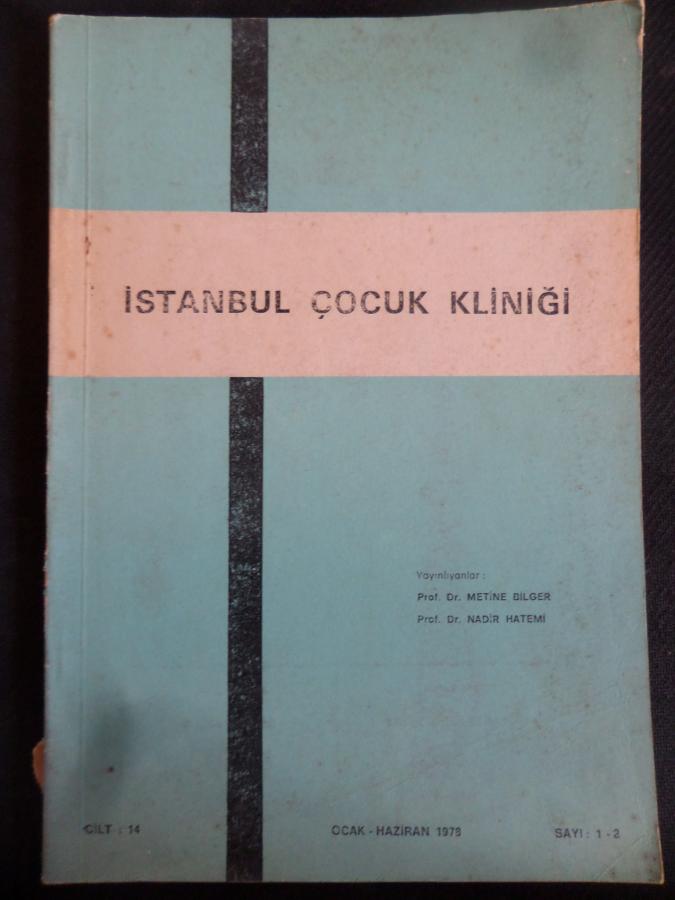 İSTANBUL ÇOCUK KLİNİĞİ
Yayınlıyanlar :
Prof. Dr. METİNE BİLGER
Prof. Dr. NADİR HATEMİ
CİLT : 14
OCAK - HAZİRAN 1978
SAYI : 1 - 2